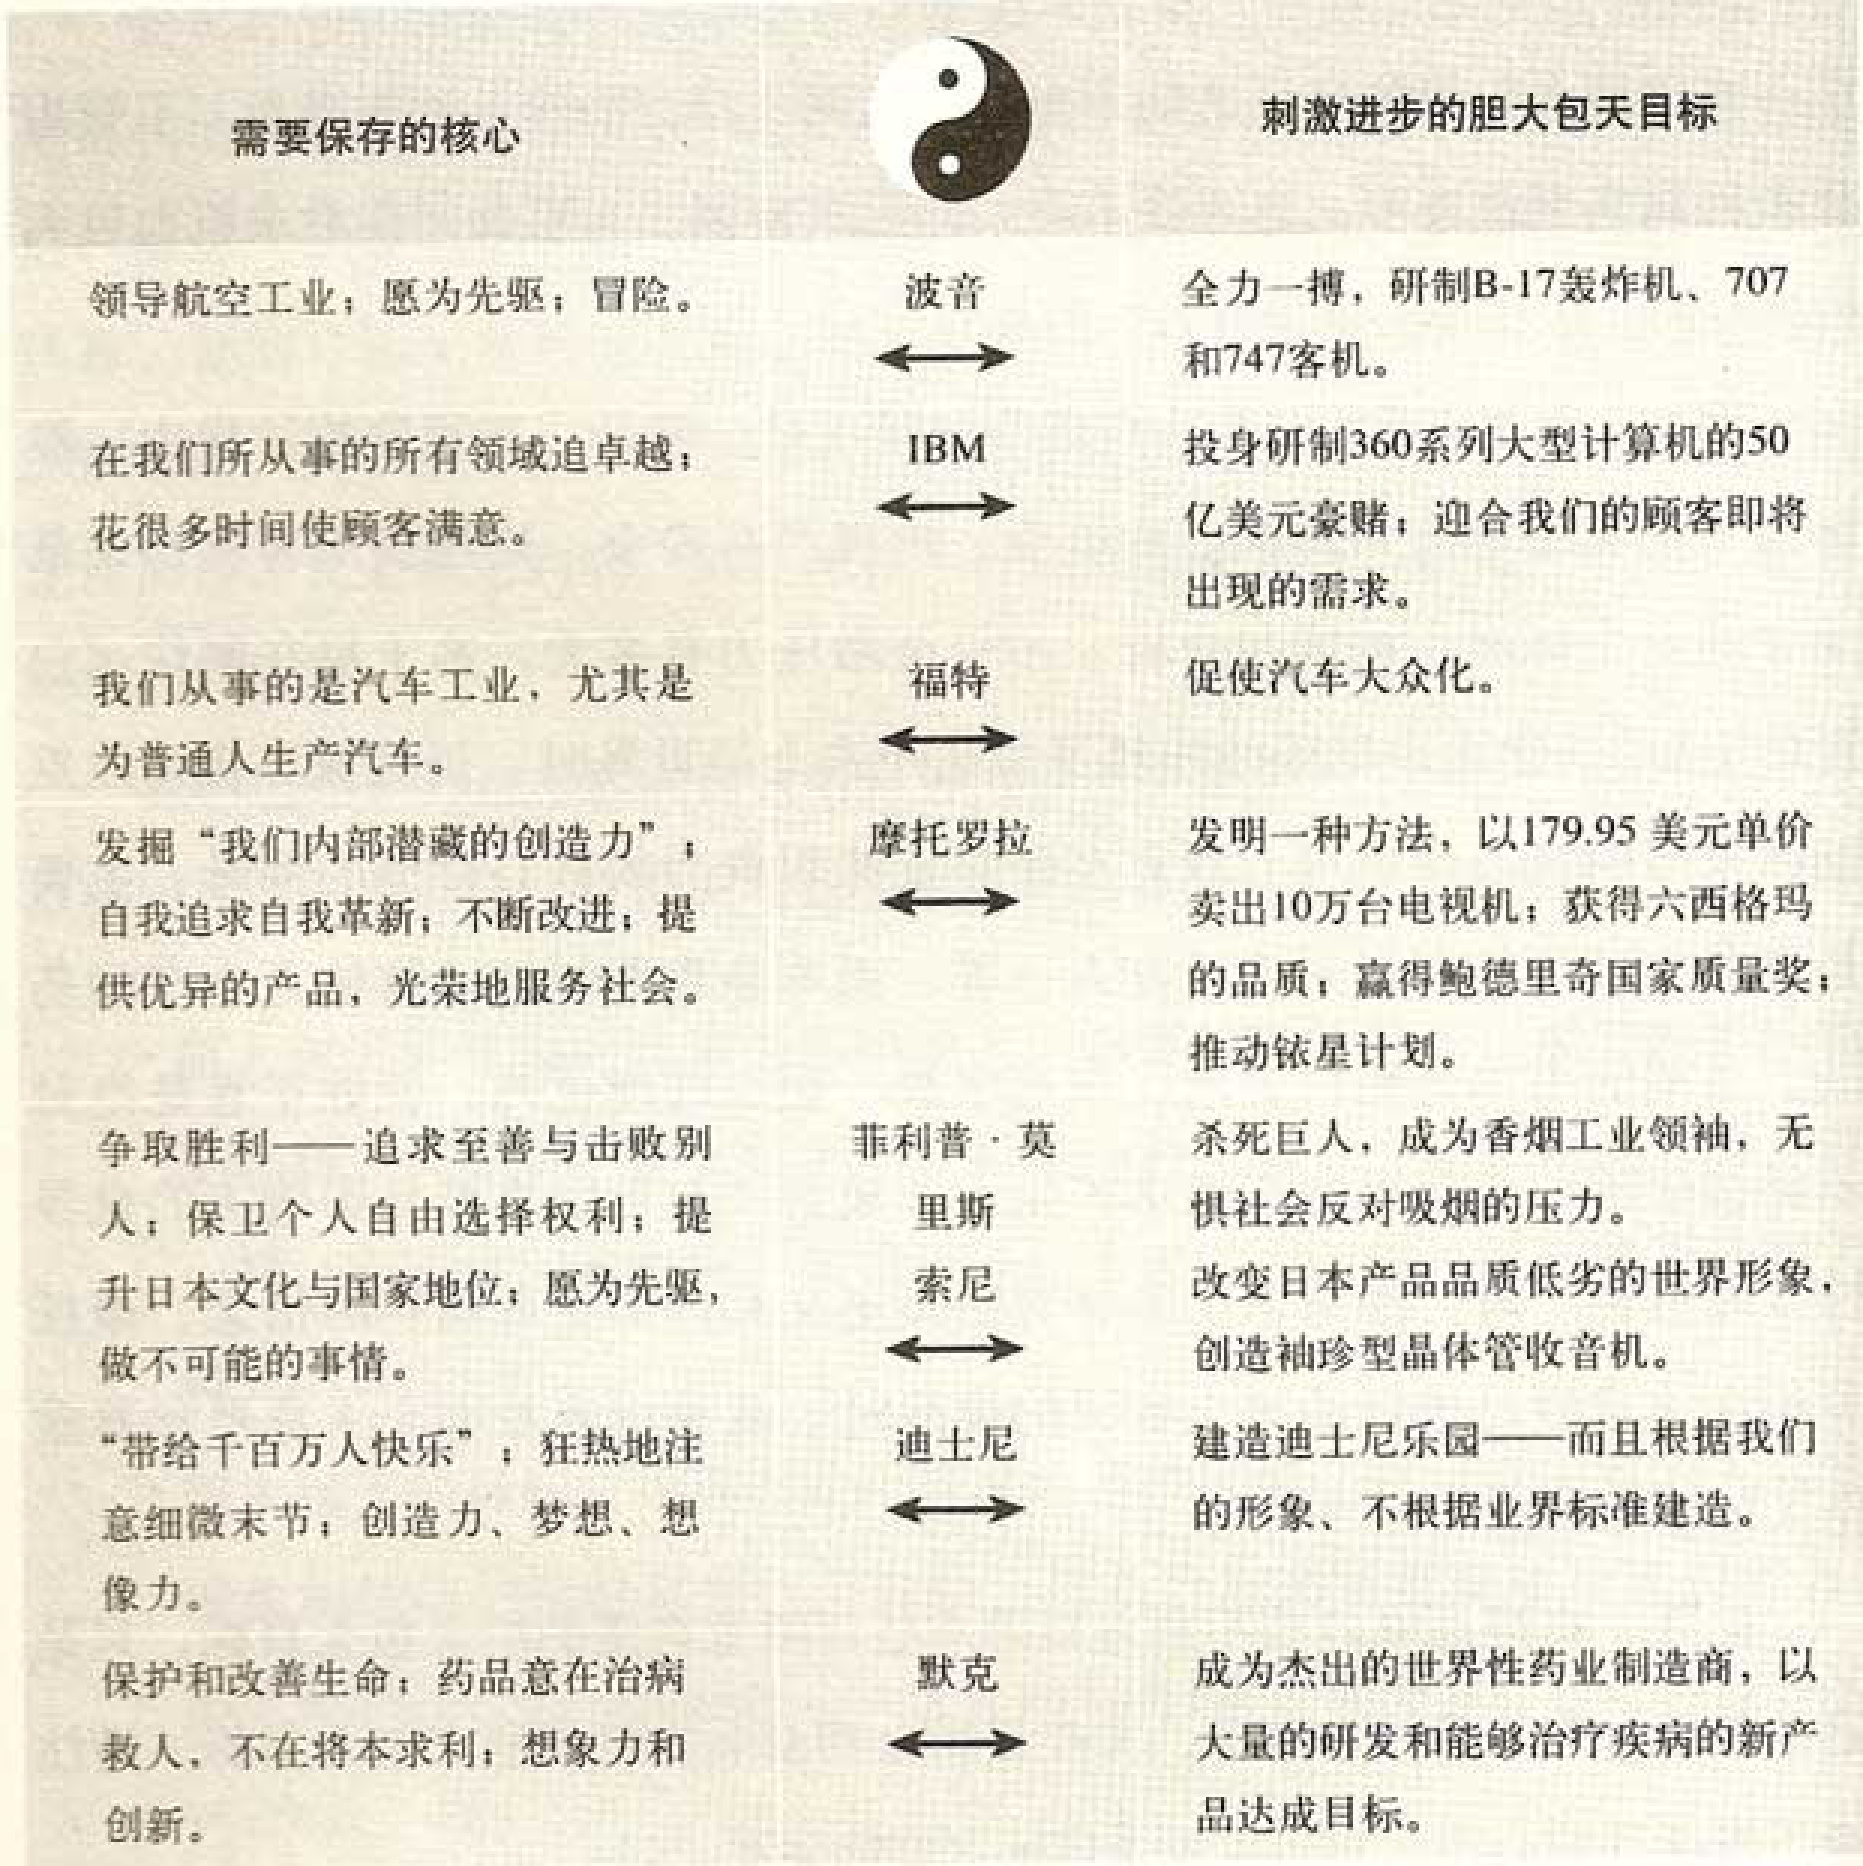 需要保存的核心
刺激进步的胆大包天目标
领导航空工业；愿为先驱；冒险。
波音
全力一搏，研制B-17轰炸机、707
和747客机。
在我们所从事的所有领域追卓越；
花很多时间使顾客满意。
IBM
投身研制360系列大型计算机的50
亿美元豪赌；迎合我们的顾客即将
出现的需求。
我们从事的是汽车工业，尤其是
为普通人生产汽车。
福特
促使汽车大众化。
发掘“我们内部潜藏的创造力”；
自我追求自我革新；不断改进；提
供优异的产品，光荣地服务社会。
摩托罗拉
发明一种方法，以179.95 美元单价
卖出10万台电视机；获得六西格玛
的品质；赢得鲍德里奇国家质量奖；
推动铱星计划。
争取胜利——追求至善与击败别
人；保卫个人自由选择权利；提
升日本文化与国家地位；愿为先驱，
做不可能的事情。
菲利普·莫
里斯
索尼
杀死巨人，成为香烟工业领袖，无
惧社会反对吸烟的压力。
改变日本产品品质低劣的世界形象，
创造袖珍型晶体管收音机。
“带给千百万人快乐”；狂热地注
意细微末节；创造力、梦想、想
像力。
迪士尼
建造迪士尼乐园——而且根据我们
的形象、不根据业界标准建造。
保护和改善生命；药品意在治病
救人，不在将本求利；想象力和
创新。
默克
成为杰出的世界性药业制造商，以
大量的研发和能够治疗疾病的新产
品达成目标。